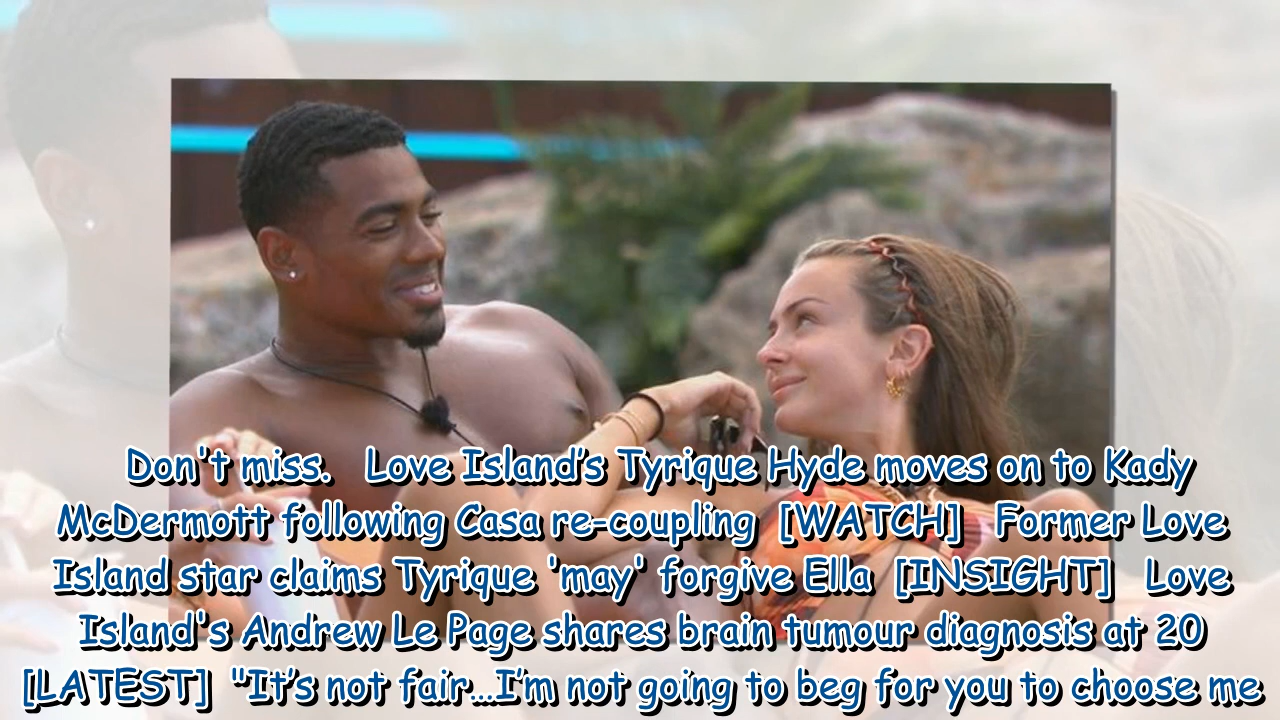 Don't miss.   Love Island’s Tyrique Hyde moves on to Kady
McDermott following Casa re-coupling  [WATCH]   Former Love
Island star claims Tyrique 'may' forgive Ella  [INSIGHT]   Love
Island's Andrew Le Page shares brain tumour diagnosis at 20
[LATEST]  "It’s not fair...I’m not going to beg for you to choose me